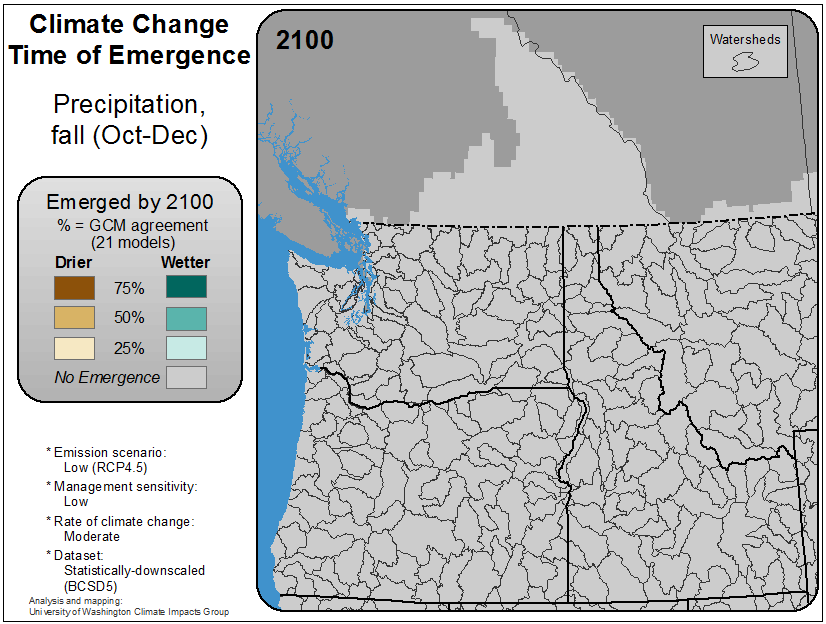 Climate Change
Time of Emergence
Precipitation,
fall (Oct-Dec)
Emerged by 2100
% = GCM agreement
(21 models)
Drier Wetter
75%
50%
25%
No Emergence
* Emission scenario:
Low (RCP4.5)
* Management sensitivity:
Low
* Rate of climate change:
Moderate
* Dataset:
Statistically-downscaled
(BCSD5)
Analysis and mapping:
University of Washington Climate Impacts Group
2100
Watersheds